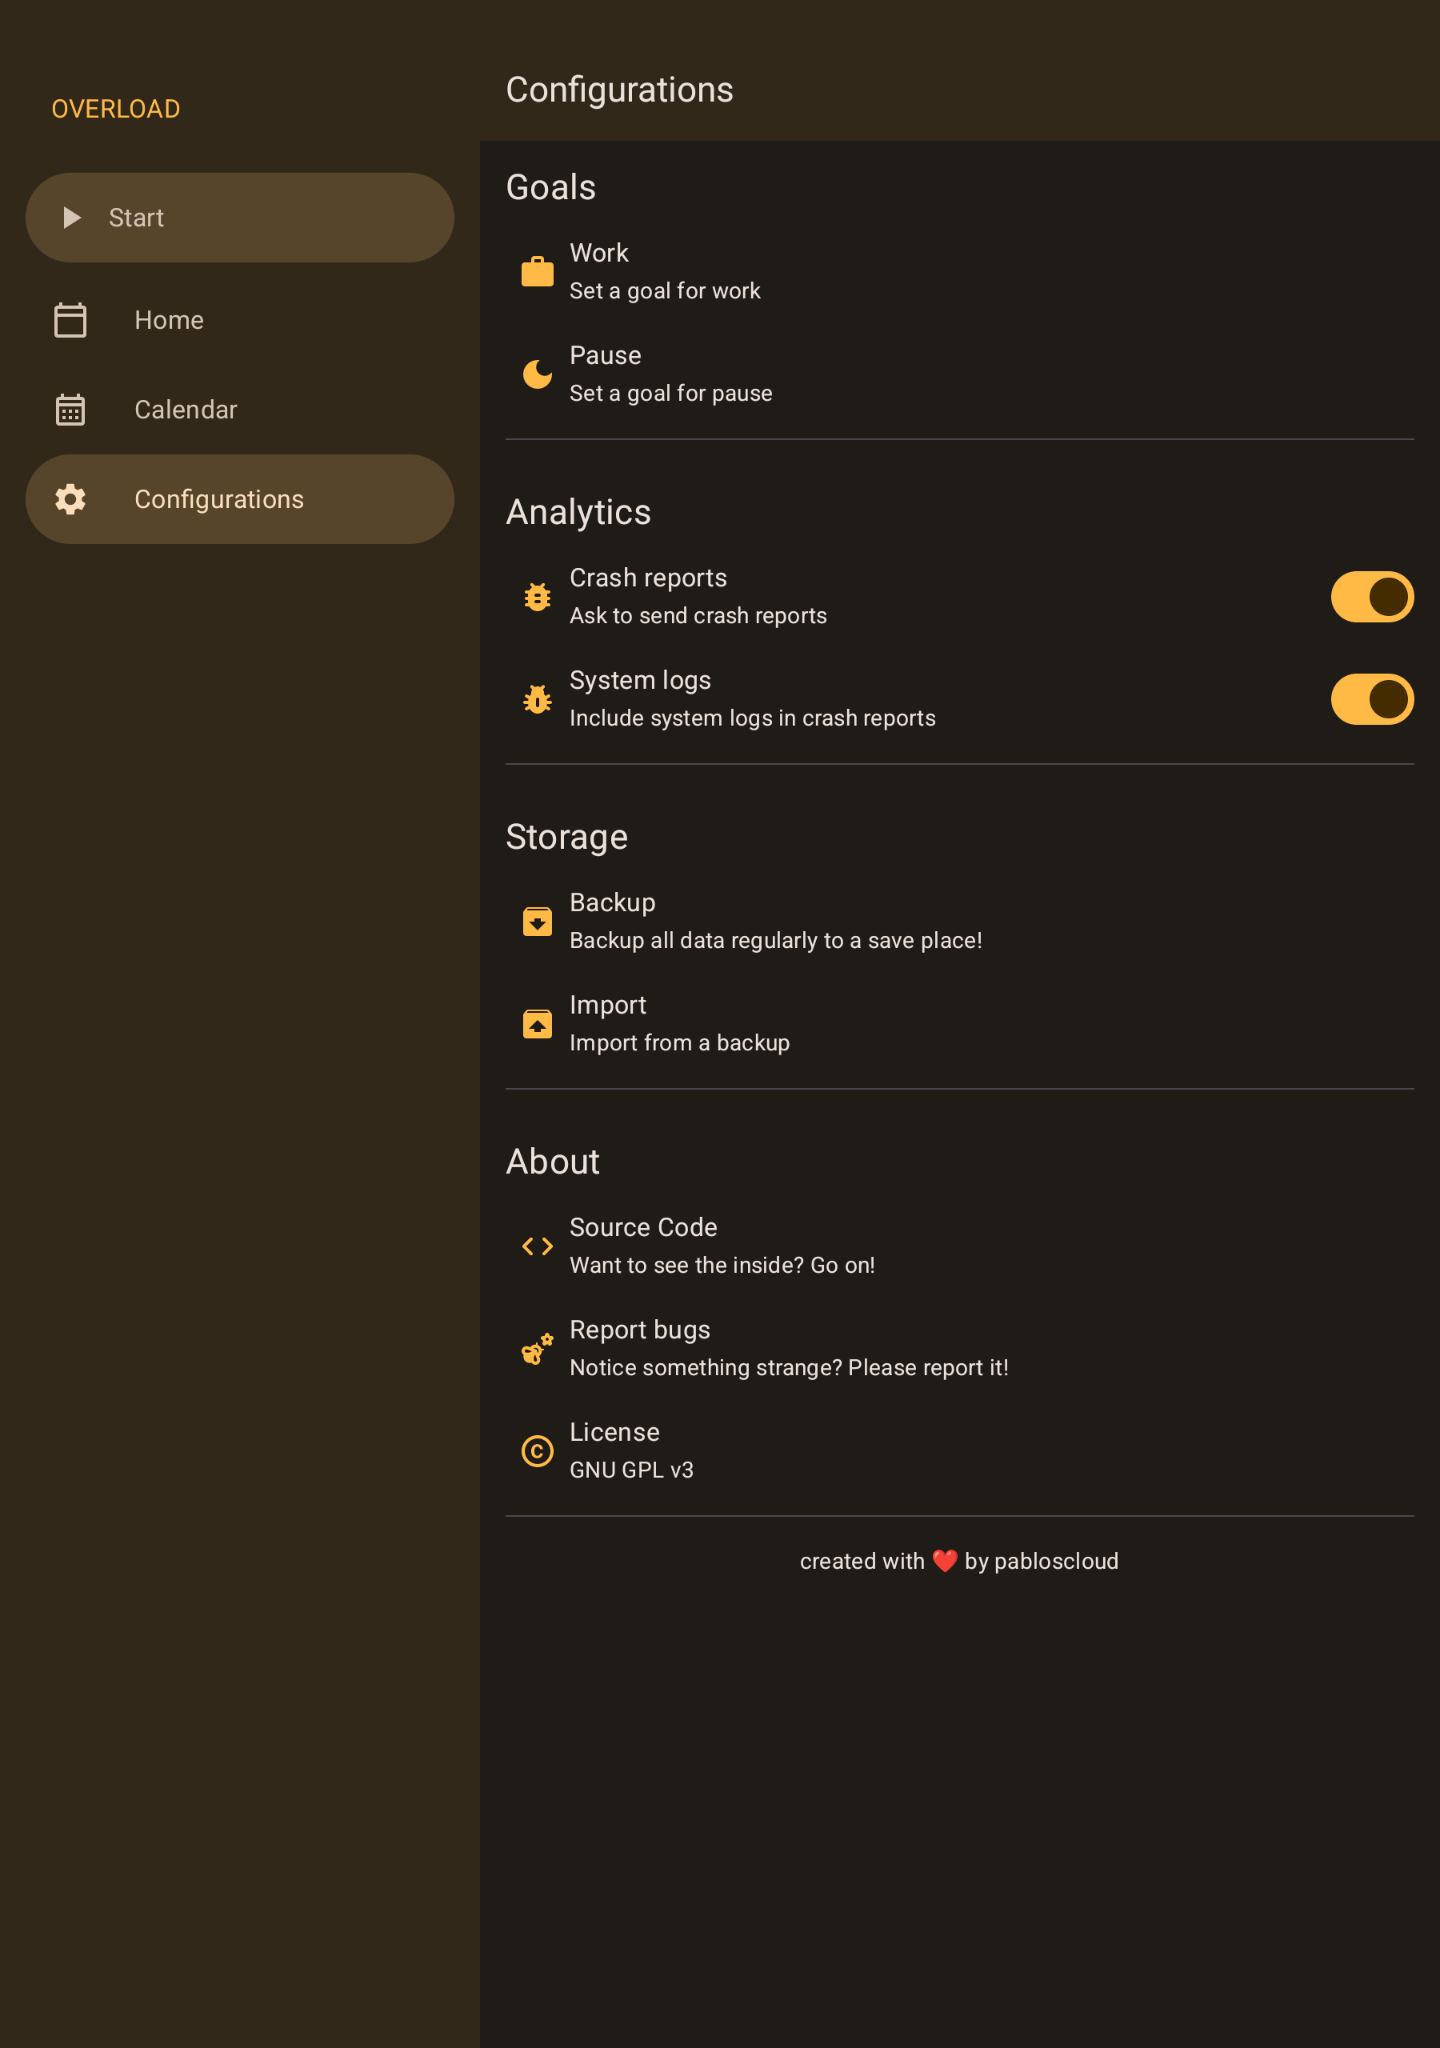 OVERLOAD
Start
Home
Calendar
Configurations
Configurations
Goals
Work
Set a goal for work
Pause
Set a goal for pause
Analytics
Crash reports
Ask to send crash reports
System logs
Include system logs in crash reports
Storage
Backup
Backup all data regularly to a save place!
Import
Import from a backup
About
Source Code
Want to see the inside? Go on!
Report bugs
Notice something strange? Please report it!
License
GNU GPL v3
created with ❤️ by pabloscloud